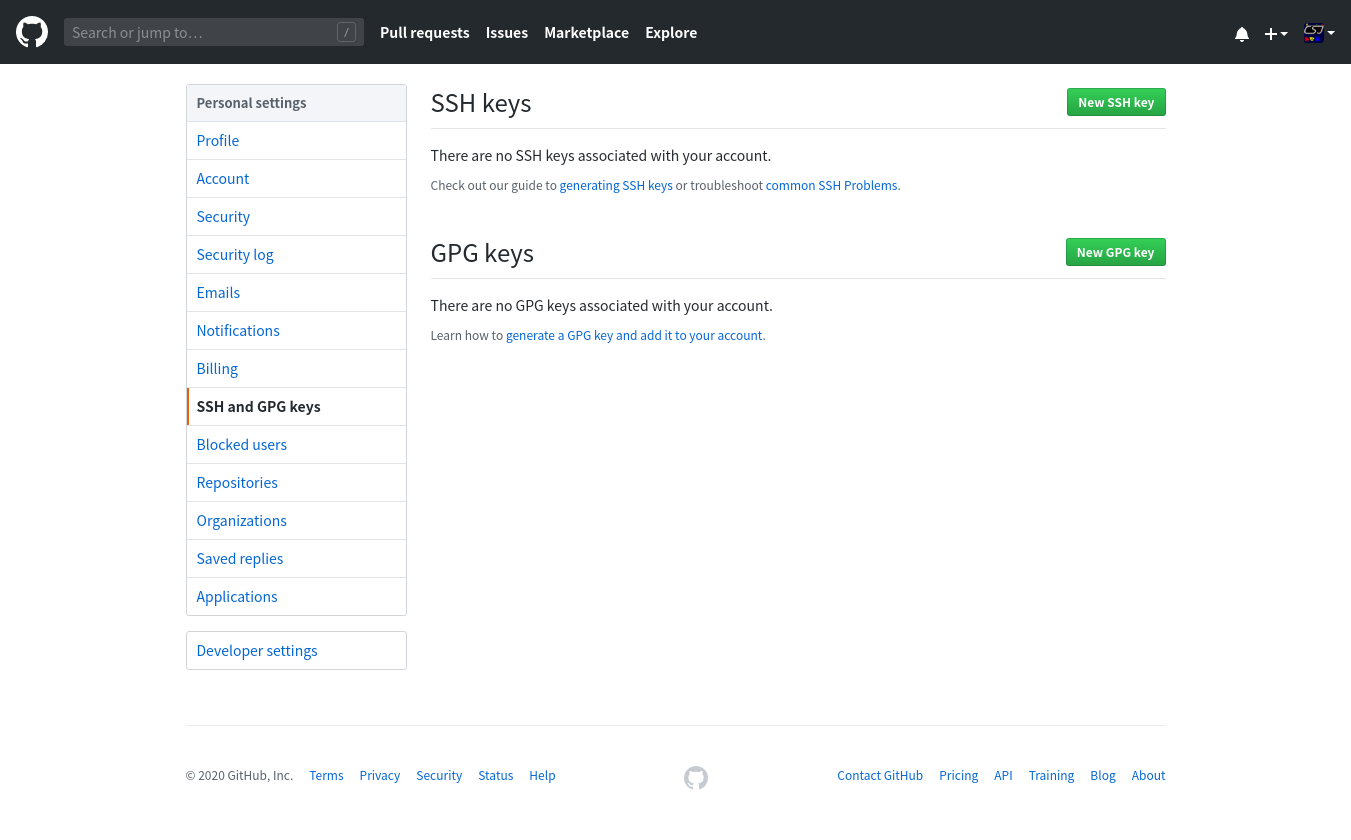 Search or jump to… / Pull requests Issues Marketplace Explore
Personal settings
Profile
Account
Security
Security log
Emails
Notifications
Billing
SSH and GPG keys
Blocked users
Repositories
Organizations
Saved replies
Applications
Developer settings
SSH keys New SSH key
There are no SSH keys associated with your account.
Check out our guide to generating SSH keys or troubleshoot common SSH Problems.
GPG keys New GPG key
There are no GPG keys associated with your account.
Learn how to generate a GPG key and add it to your account.
© 2020 GitHub, Inc. Terms Privacy Security Status Help Contact GitHub Pricing API Training Blog About